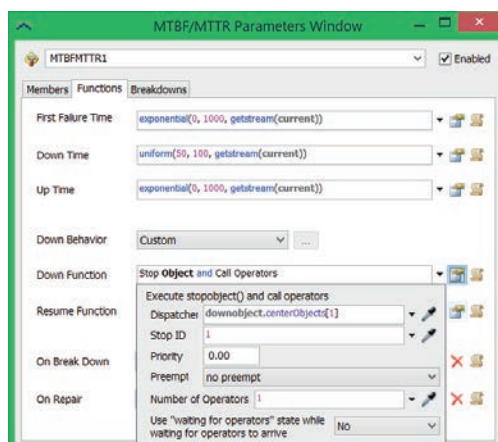 MTBF/MTTR Parameters Window
MTBFMTTR1
Enabled
Members Functions Breakdowns
First Failure Time exponential(0, 1000, getstream(current))
Down Time uniform(50, 100, getstream(current))
Up Time exponential(0, 1000, getstream(current))
Down Behavior Custom ...
Down Function Stop Object and Call Operators
Execute stopobject() and call operators
Resume Function
Dispatcher downobject.centerObjects[1]
Stop ID 1
Priority 0.00
On Break Down
Preempt no preempt
On Repair
Number of Operators 1
Use "waiting for operators" state while No
waiting for operators to arrive